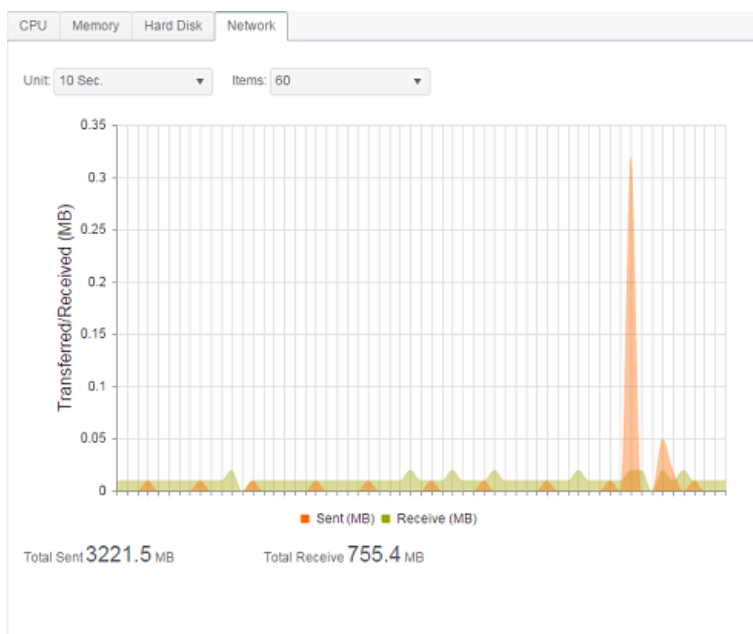 CPU Memory Hard Disk Network
Unit: 10 Sec. Items: 60
0.35
0.3
0.25
0.2
0.15
0.1
0.05
0
Transferred/Received (MB)
Sent (MB) Receive (MB)
Total Sent 3221.5 MB Total Receive 755.4 MB